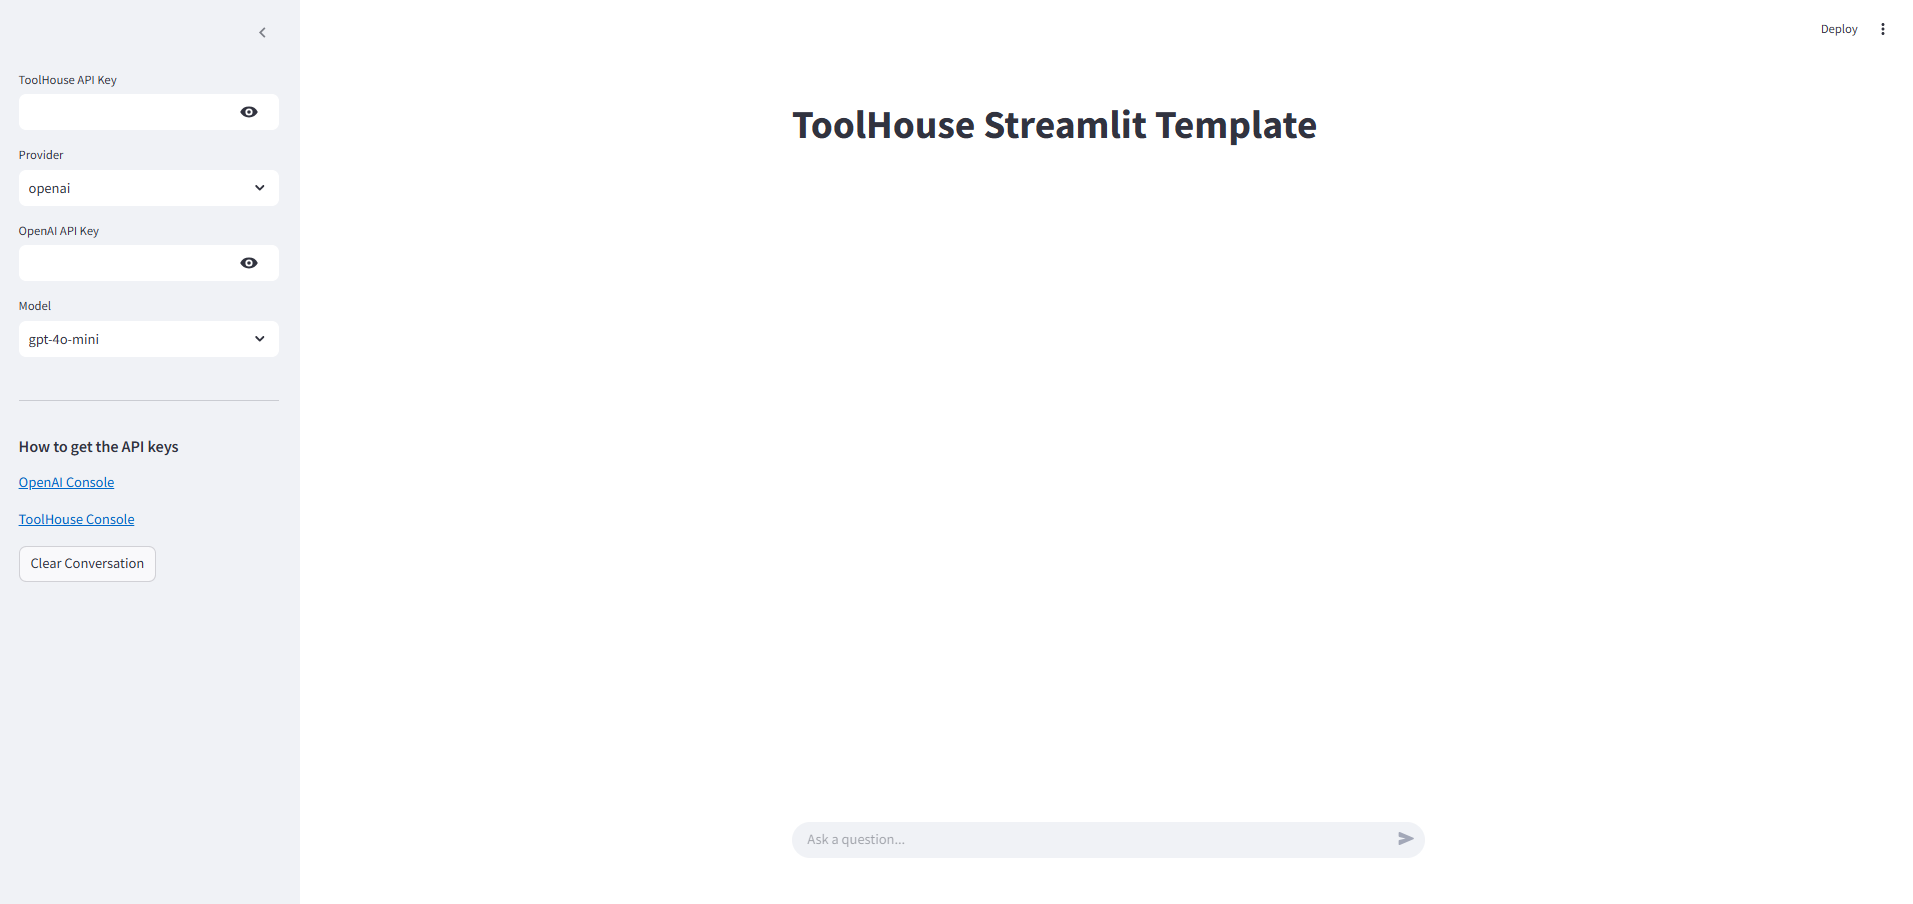 Deploy
ToolHouse API Key
Provider
openai
OpenAI API Key
Model
gpt-4o-mini
How to get the API keys
OpenAI Console
ToolHouse Console
Clear Conversation
ToolHouse Streamlit Template
Ask a question...